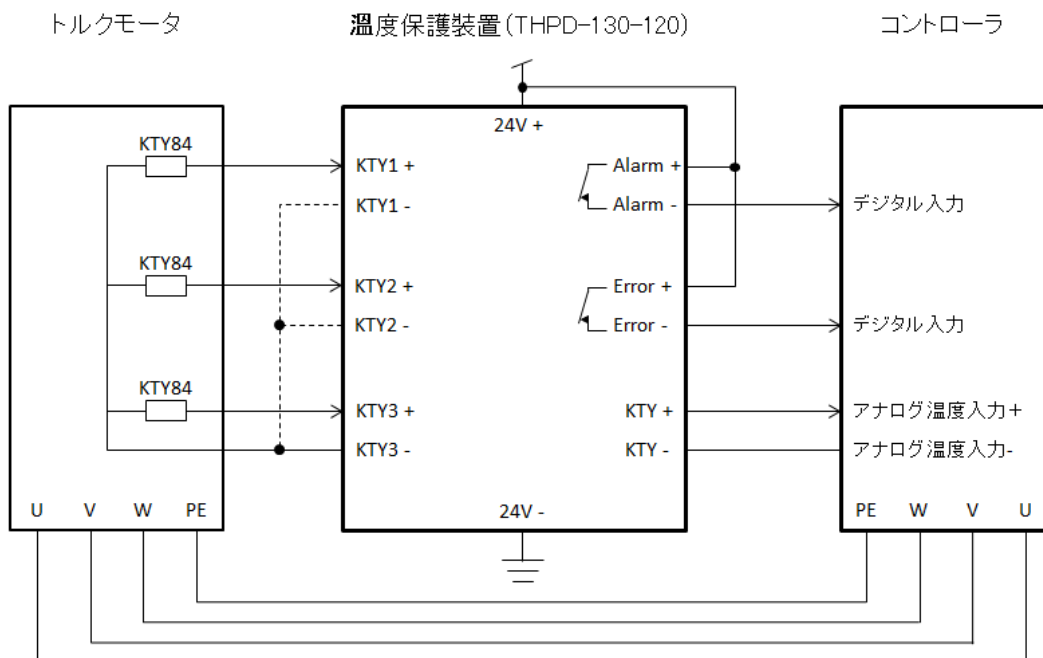 トルクモータ
温度保護装置(THPD-130-120)
コントローラ
24V +
KTY84
KTY1 +
Alarm +
KTY1 -
Alarm -
デジタル入力
KTY84
KTY2 +
Error +
KTY2 -
Error -
デジタル入力
KTY84
KTY3 +
KTY +
アナログ温度入力+
KTY3 -
KTY -
アナログ温度入力-
U V W PE
24V -
PE W V U